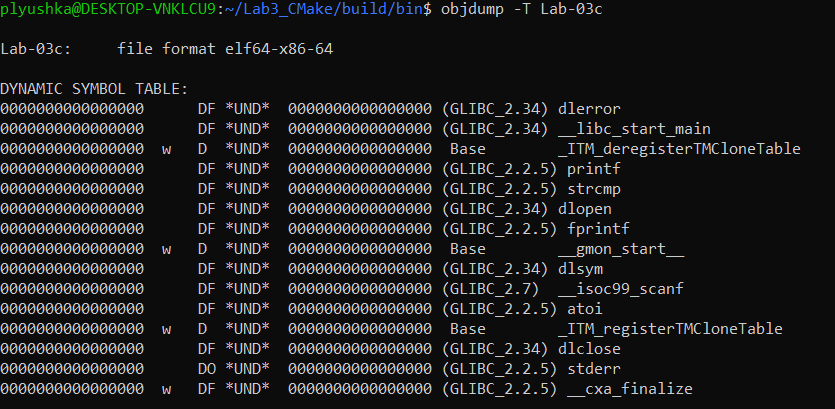 plyushka@DESKTOP-VNKLCU9:~/Lab3_CMake/build/bin$ objdump -T Lab-03c
Lab-03c:     file format elf64-x86-64
DYNAMIC SYMBOL TABLE:
0000000000000000      DF *UND*  0000000000000000 (GLIBC_2.34) dlerror
0000000000000000      DF *UND*  0000000000000000 (GLIBC_2.34) __libc_start_main
0000000000000000  w   D  *UND*  0000000000000000  Base        _ITM_deregisterTMCloneTable
0000000000000000      DF *UND*  0000000000000000 (GLIBC_2.2.5) printf
0000000000000000      DF *UND*  0000000000000000 (GLIBC_2.2.5) strcmp
0000000000000000      DF *UND*  0000000000000000 (GLIBC_2.34) dlopen
0000000000000000      DF *UND*  0000000000000000 (GLIBC_2.2.5) fprintf
0000000000000000  w   D  *UND*  0000000000000000  Base        __gmon_start__
0000000000000000      DF *UND*  0000000000000000 (GLIBC_2.34) dlsym
0000000000000000      DF *UND*  0000000000000000 (GLIBC_2.7)  __isoc99_scanf
0000000000000000      DF *UND*  0000000000000000 (GLIBC_2.2.5) atoi
0000000000000000  w   D  *UND*  0000000000000000  Base        _ITM_registerTMCloneTable
0000000000000000      DF *UND*  0000000000000000 (GLIBC_2.34) dlclose
0000000000000000      DO *UND*  0000000000000000 (GLIBC_2.2.5) stderr
0000000000000000  w   DF *UND*  0000000000000000 (GLIBC_2.2.5) __cxa_finalize